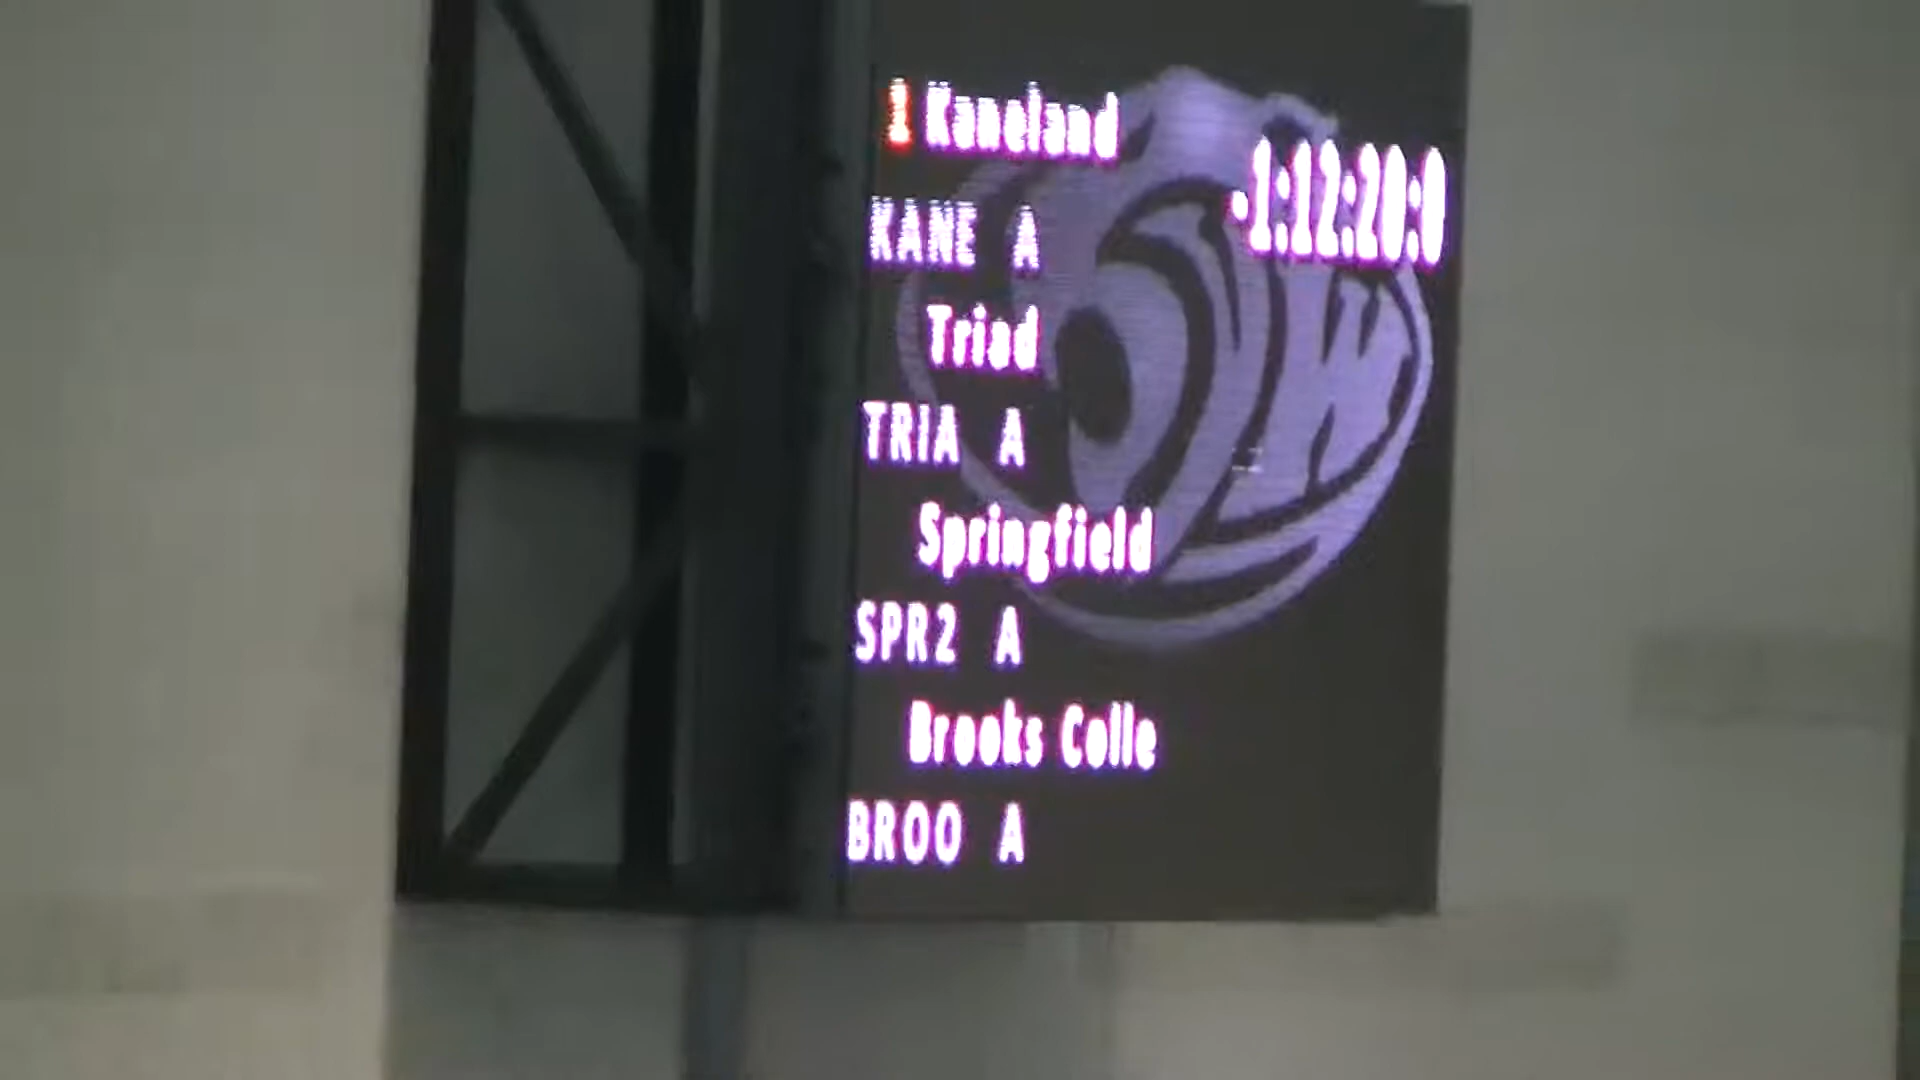 1 Kaneland
-1:12:20:0
KANE A
Triad
TRIA A
Springfield
SPR2 A
Brooks Colle
BROO A
W